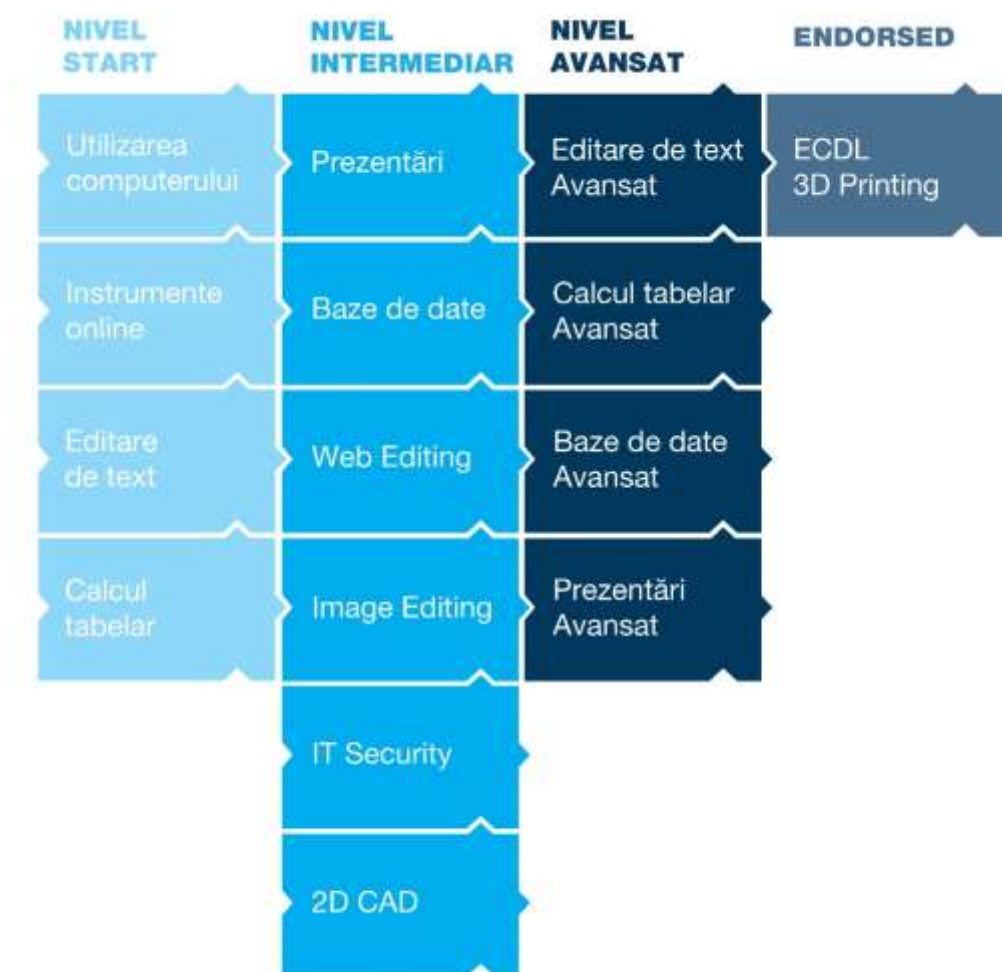 NIVEL
START
Utilizarea
computerului
Instrumente
online
Editare
de text
Calcul
tabelar
NIVEL
INTERMEDIAR
Prezentări
Baze de date
Web Editing
Image Editing
IT Security
2D CAD
NIVEL
AVANSAT
Editare de text
Avansat
Calcul tabelar
Avansat
Baze de date
Avansat
Prezentări
Avansat
ENDORSED
ECDL
3D Printing